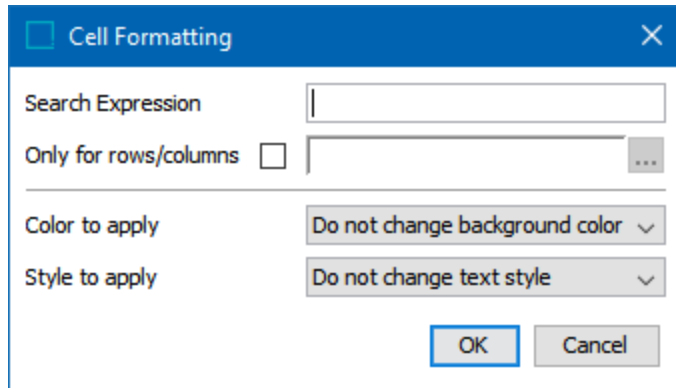 Cell Formatting
Search Expression
Only for rows/columns ...
Color to apply Do not change background color
Style to apply Do not change text style
OK Cancel